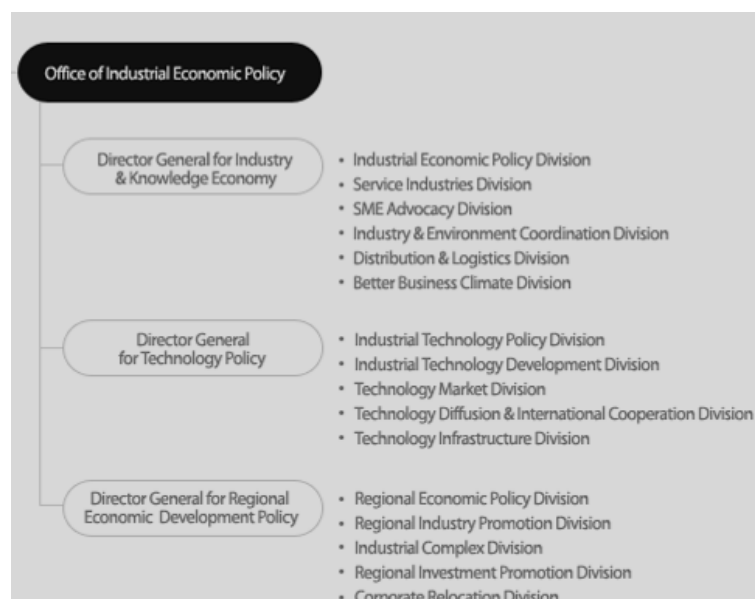 Office of Industrial Economic Policy
Director General for Industry
& Knowledge Economy
• Industrial Economic Policy Division
• Service Industries Division
• SME Advocacy Division
• Industry & Environment Coordination Division
• Distribution & Logistics Division
• Better Business Climate Division
Director General
for Technology Policy
• Industrial Technology Policy Division
• Industrial Technology Development Division
• Technology Market Division
• Technology Diffusion & International Cooperation Division
• Technology Infrastructure Division
Director General for Regional
Economic Development Policy
• Regional Economic Policy Division
• Regional Industry Promotion Division
• Industrial Complex Division
• Regional Investment Promotion Division
• Corporate Relocation Division